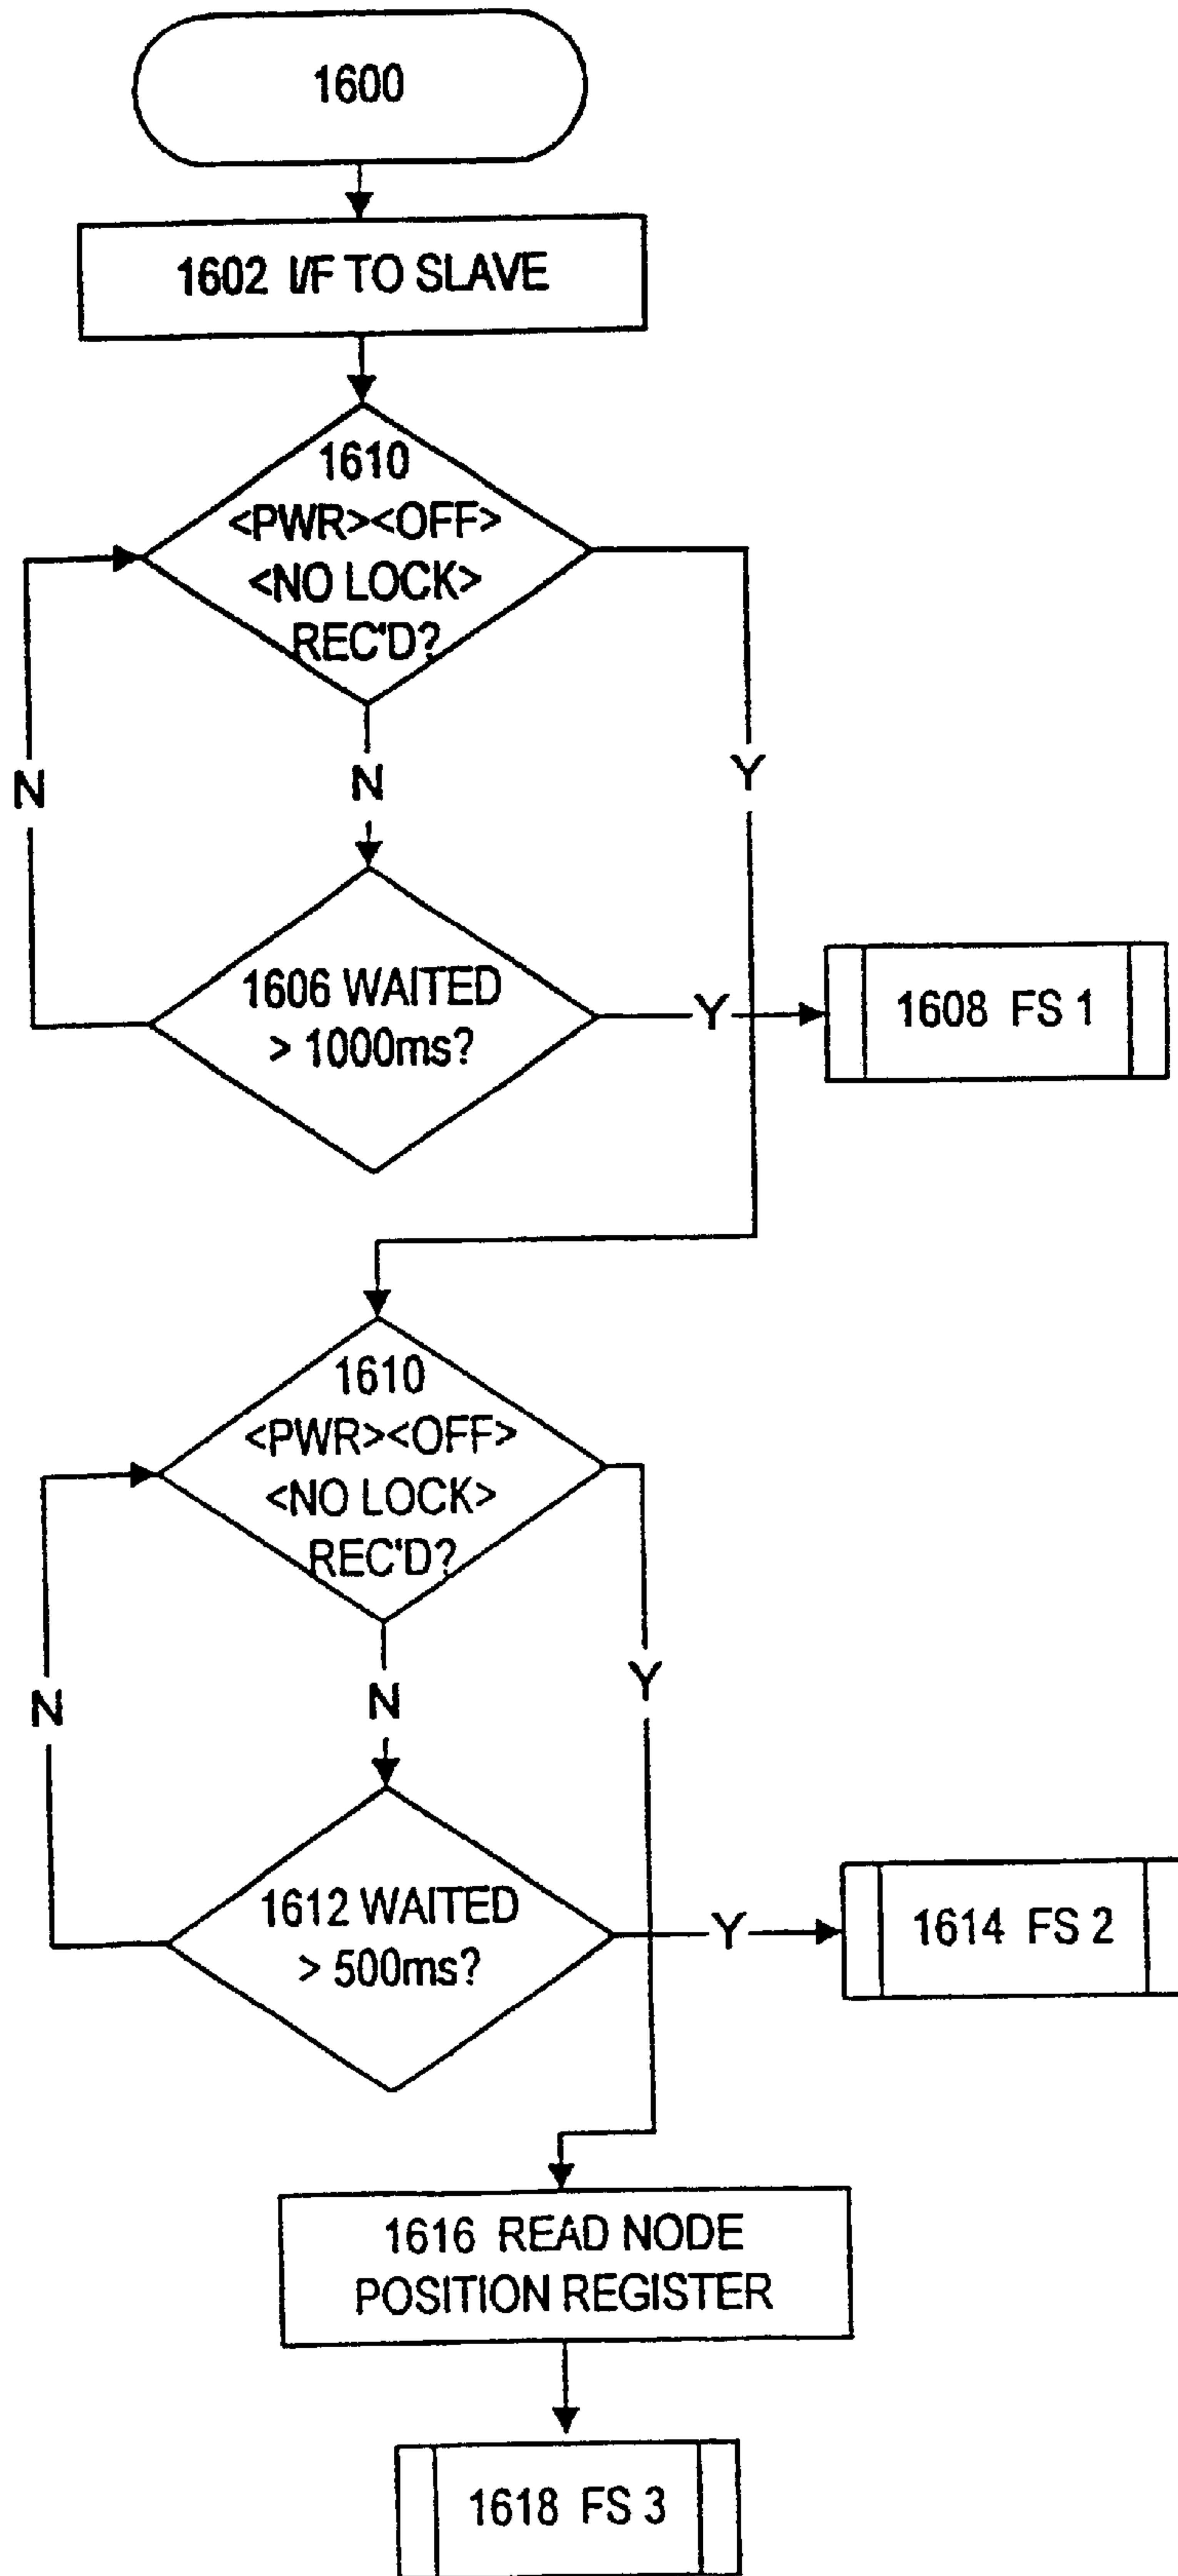 1600
1602 I/F TO SLAVE
1610
<PWR><OFF>
<NO LOCK>
REC'D?
N
N
Y
1606 WAITED
> 1000ms?
Y
1608 FS 1
1610
<PWR><OFF>
<NO LOCK>
REC'D?
N
N
Y
1612 WAITED
> 500ms?
Y
1614 FS 2
1616 READ NODE
POSITION REGISTER
1618 FS 3